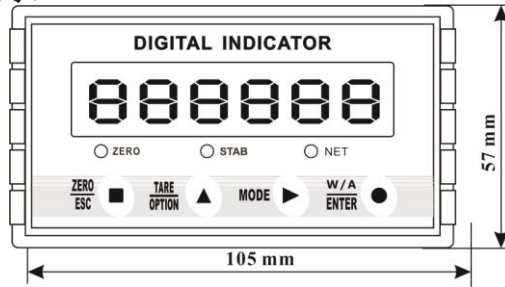 DIGITAL INDICATOR
888888
ZERO STAB NET
ZERO TARE MODE W/A
ESC OPTION ENTER
57 mm
105 mm